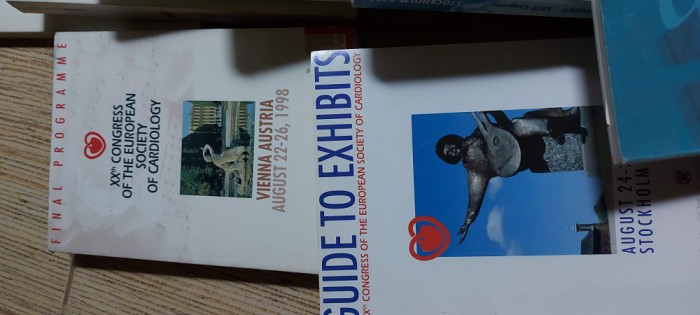 FINAL PROGRAMME
XXth CONGRESS
OF THE EUROPEAN
SOCIETY
OF CARDIOLOGY
VIENNA AUSTRIA
AUGUST 22-26, 1998
GUIDE TO EXHIBITS
CONGRESS OF THE EUROPEAN SOCIETY OF CARDIOLOGY
AUGUST 24-
STOCKHOLM
STOCKHOLM